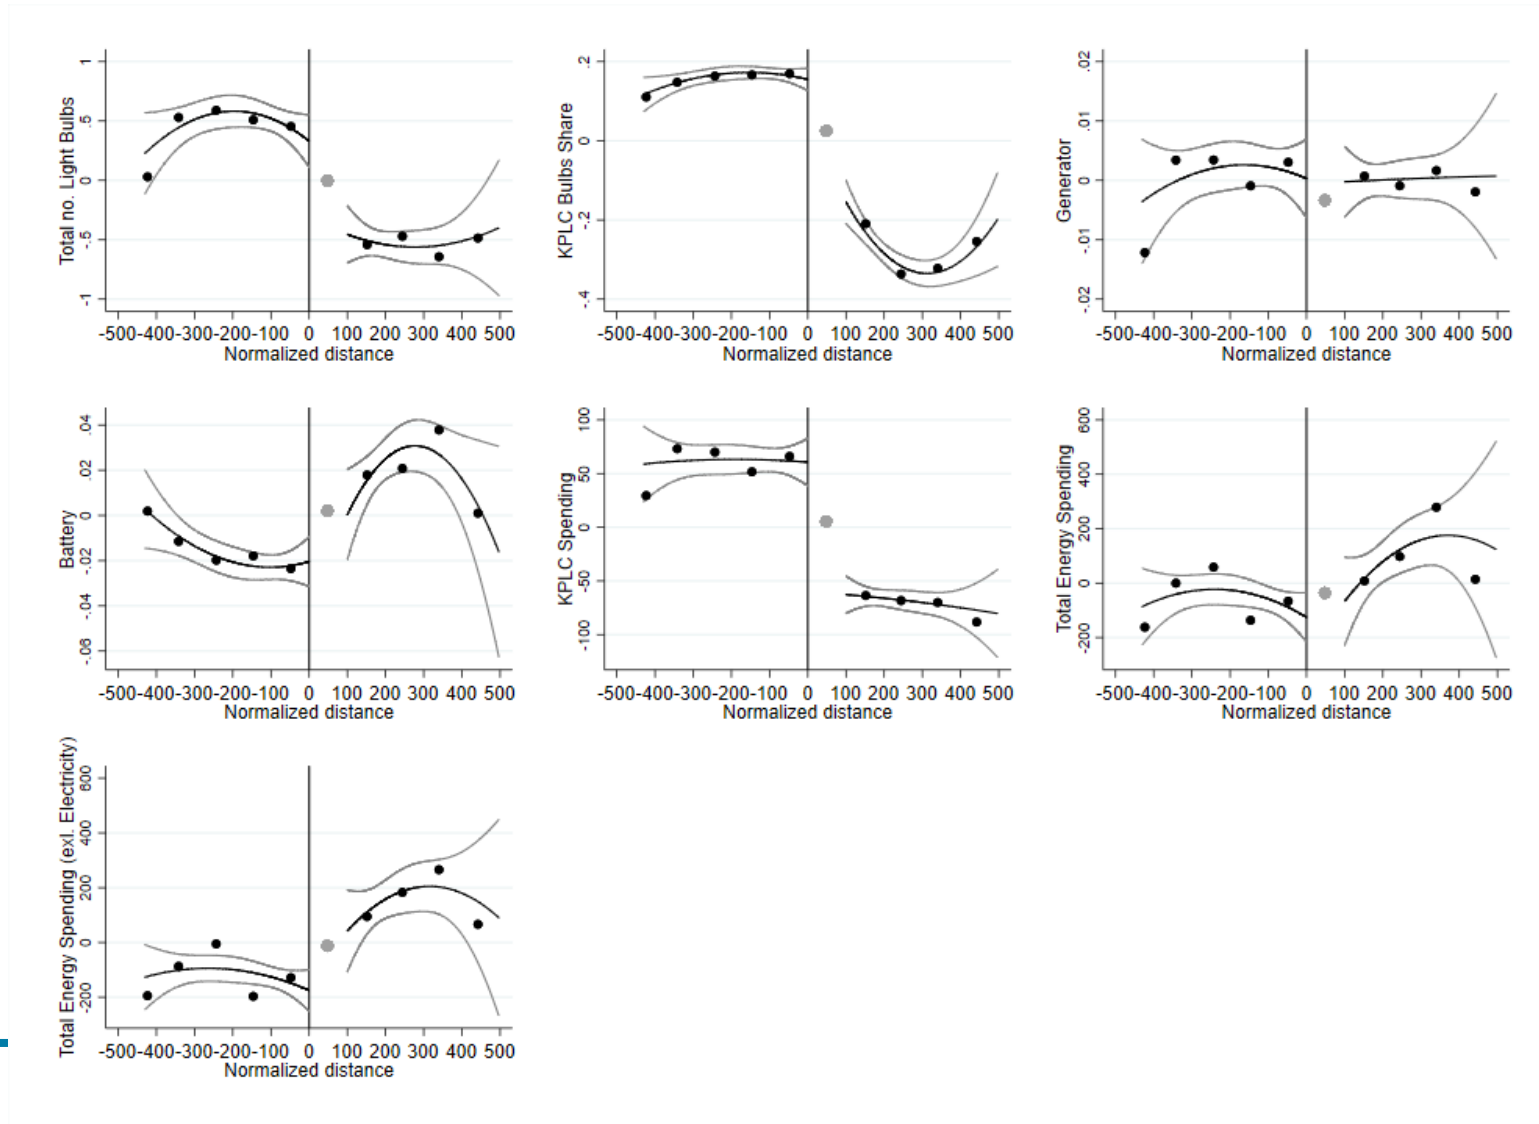 Total no. Light Bulbs
1
.5
0
-.5
-1
-500-400-300-200-100 0 100 200 300 400 500
Normalized distance
KPLC Bulbs Share
.2
0
-.2
-.4
-500-400-300-200-100 0 100 200 300 400 500
Normalized distance
Generator
.02
.01
0
-.01
-.02
-500-400-300-200-100 0 100 200 300 400 500
Normalized distance
Battery
.04
.02
0
-.02
-.04
-.06
-500-400-300-200-100 0 100 200 300 400 500
Normalized distance
KPLC Spending
100
50
0
-50
-100
-500-400-300-200-100 0 100 200 300 400 500
Normalized distance
Total Energy Spending
600
400
200
0
-200
-500-400-300-200-100 0 100 200 300 400 500
Normalized distance
Total Energy Spending (exl. Electricity)
600
400
200
0
-200
-500-400-300-200-100 0 100 200 300 400 500
Normalized distance